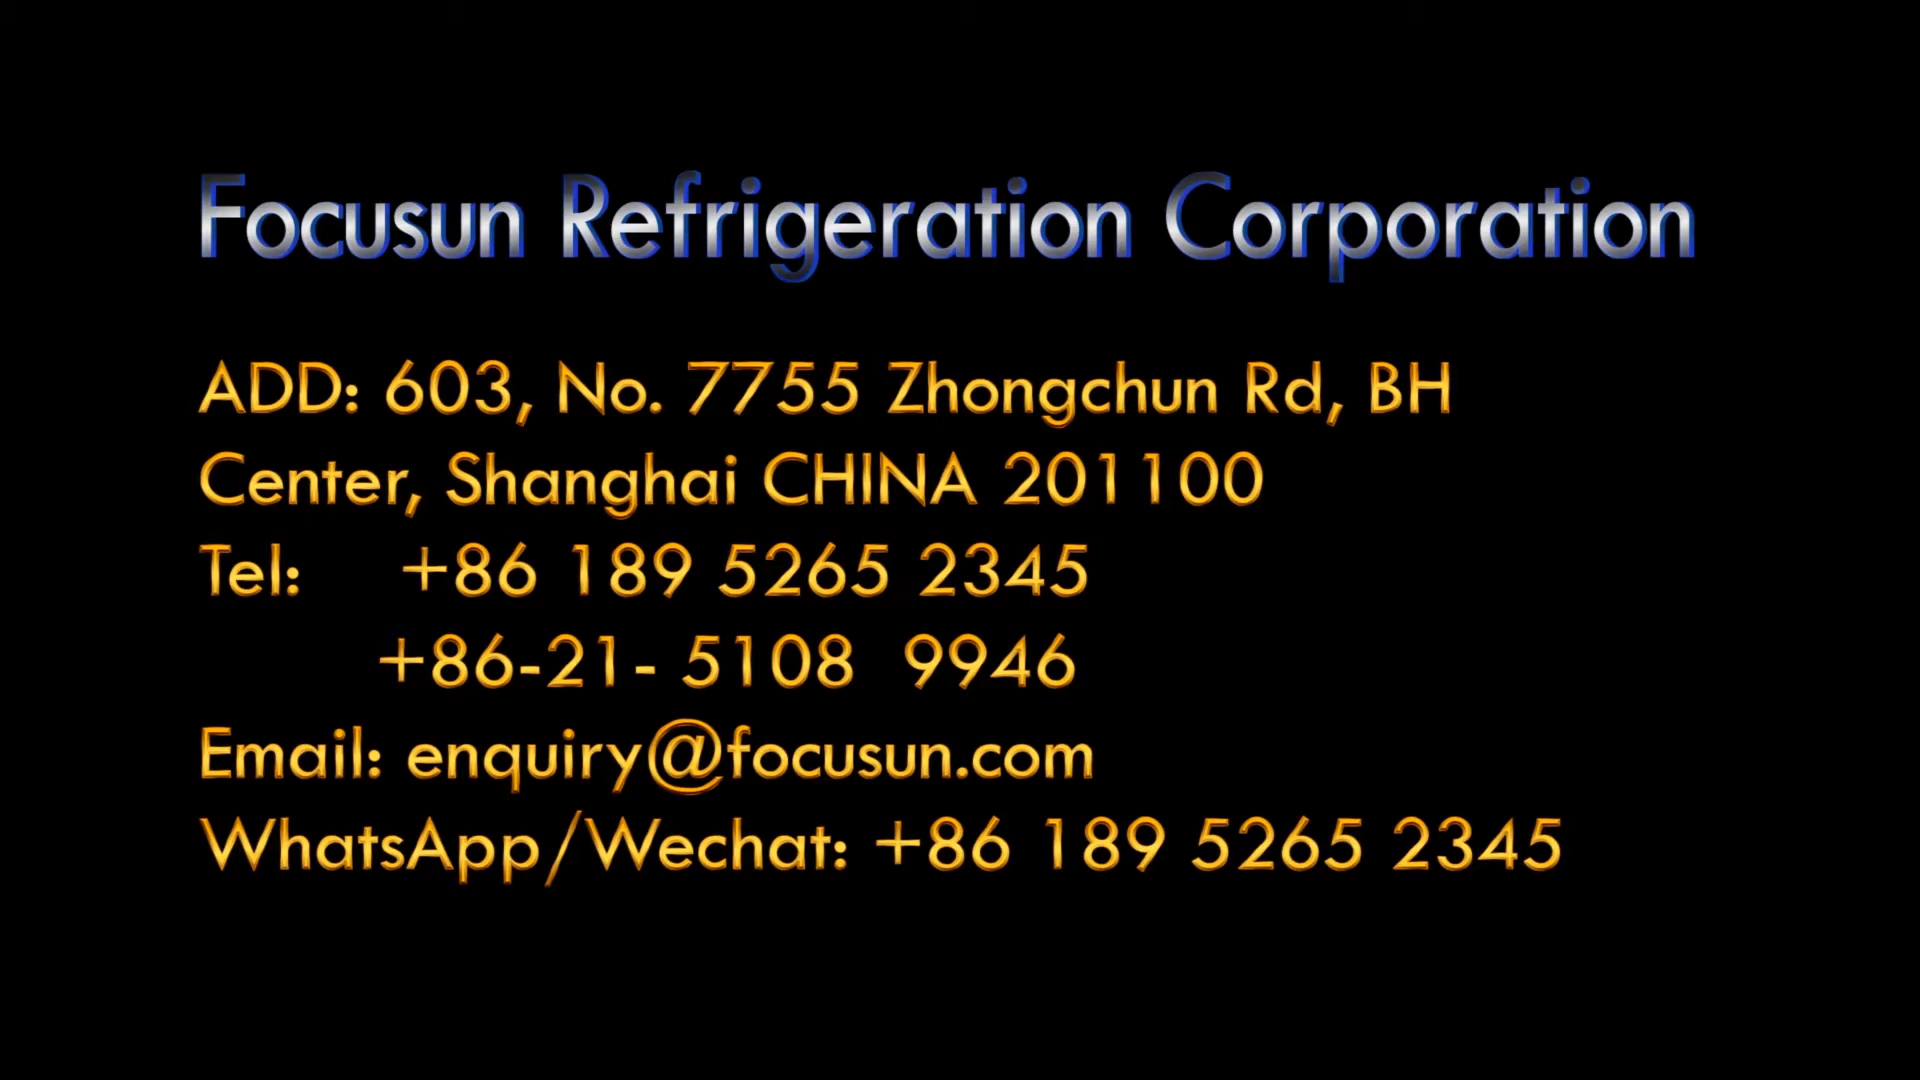 Focusun Refrigeration Corporation
ADD: 603, No. 7755 Zhongchun Rd, BH
Center, Shanghai CHINA 201100
Tel: +86 189 5265 2345
+86-21- 5108 9946
Email: enquiry@focusun.com
WhatsApp/Wechat: +86 189 5265 2345